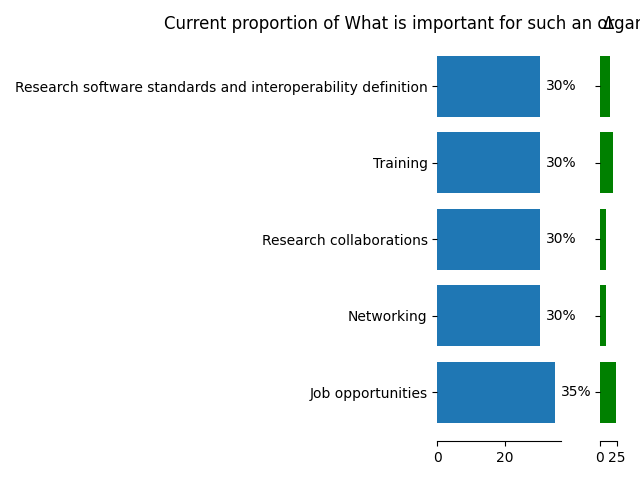 Current proportion of What is important for such an organ
Δ
Research software standards and interoperability definition
30%
Training
30%
Research collaborations
30%
Networking
30%
Job opportunities
35%
0 20
0 25